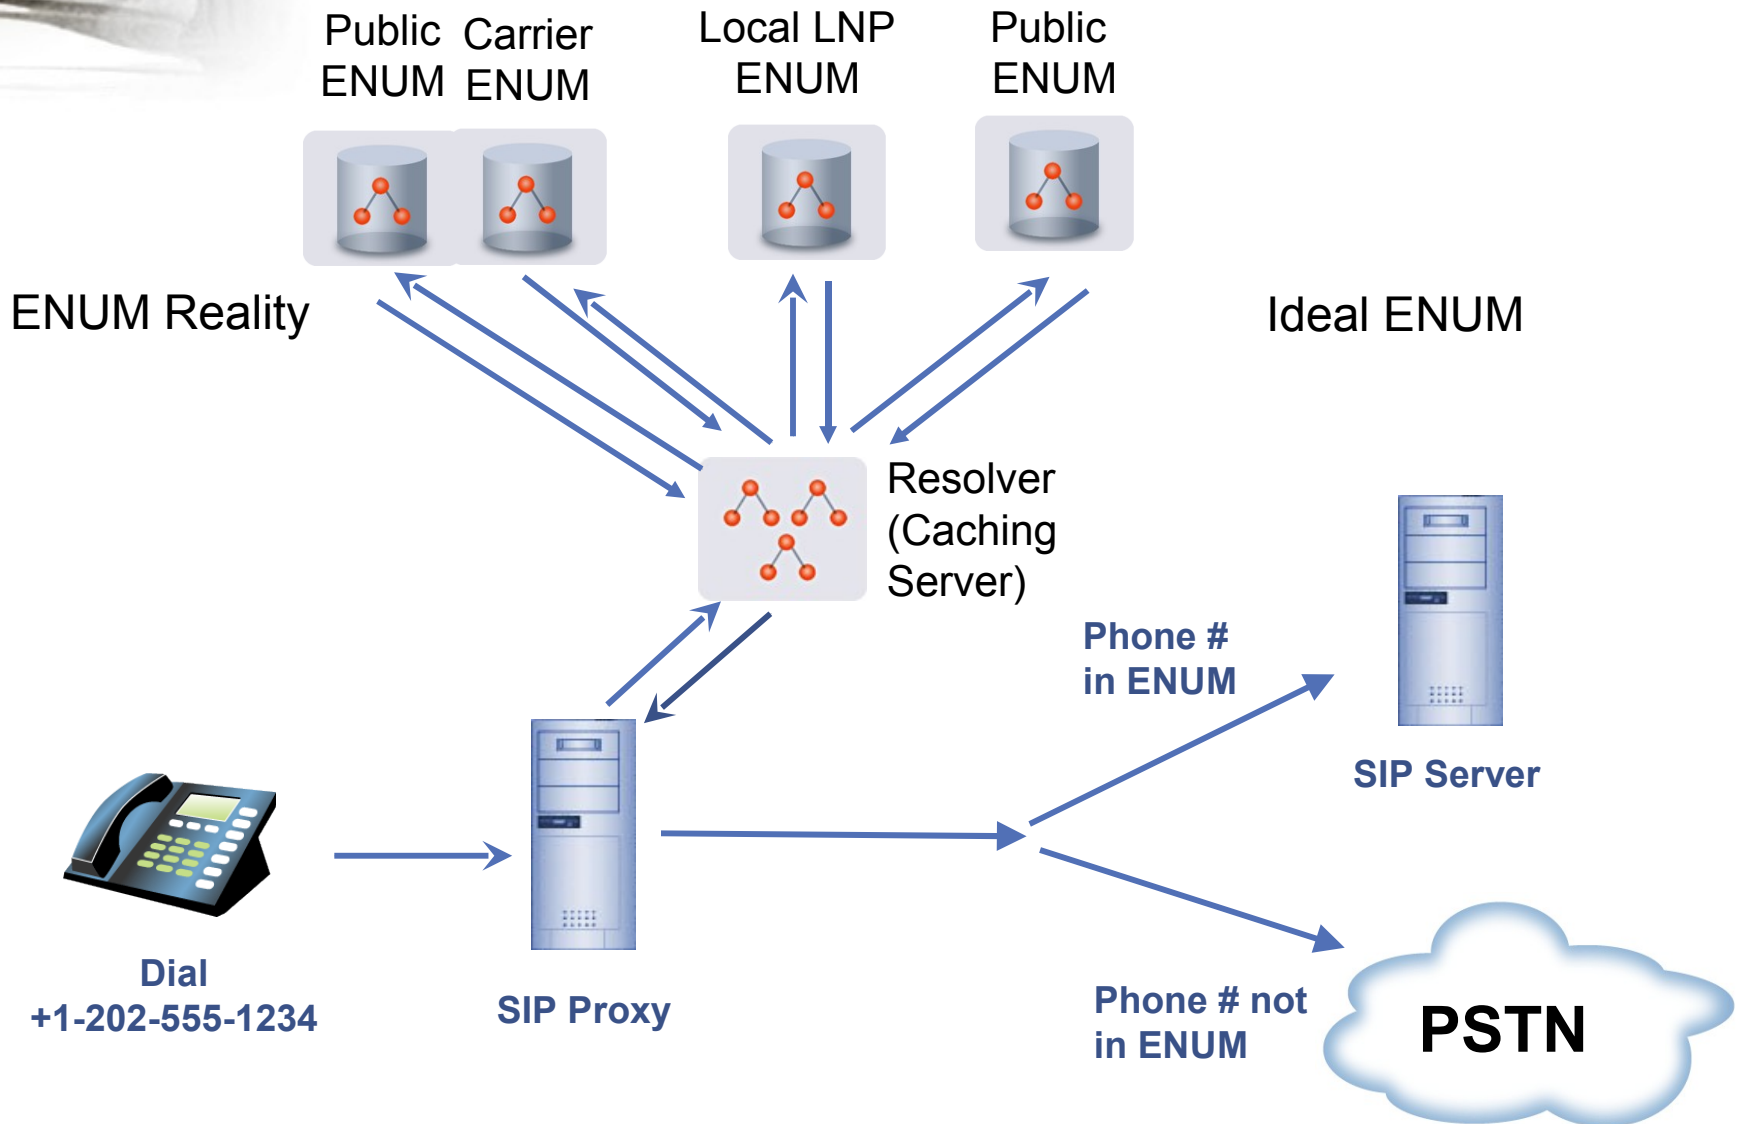 Public
ENUM
Carrier
ENUM
Local LNP
ENUM
Public
ENUM
ENUM Reality
Ideal ENUM
Resolver
(Caching
Server)
Phone #
in ENUM
SIP Server
Dial
+1-202-555-1234
SIP Proxy
Phone # not
in ENUM
PSTN